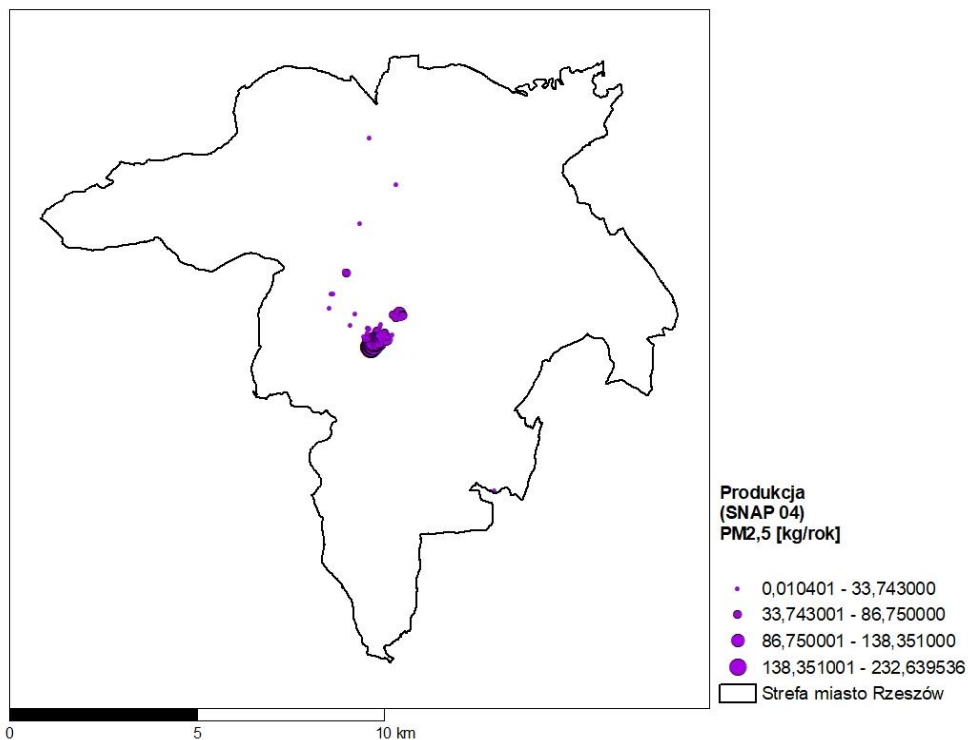 Produkcja
(SNAP 04)
PM2,5 [kg/rok]
0,010401 - 33,743000
33,743001 - 86,750000
86,750001 - 138,351000
138,351001 - 232,639536
Strefa miasto Rzeszów
0 5 10 km